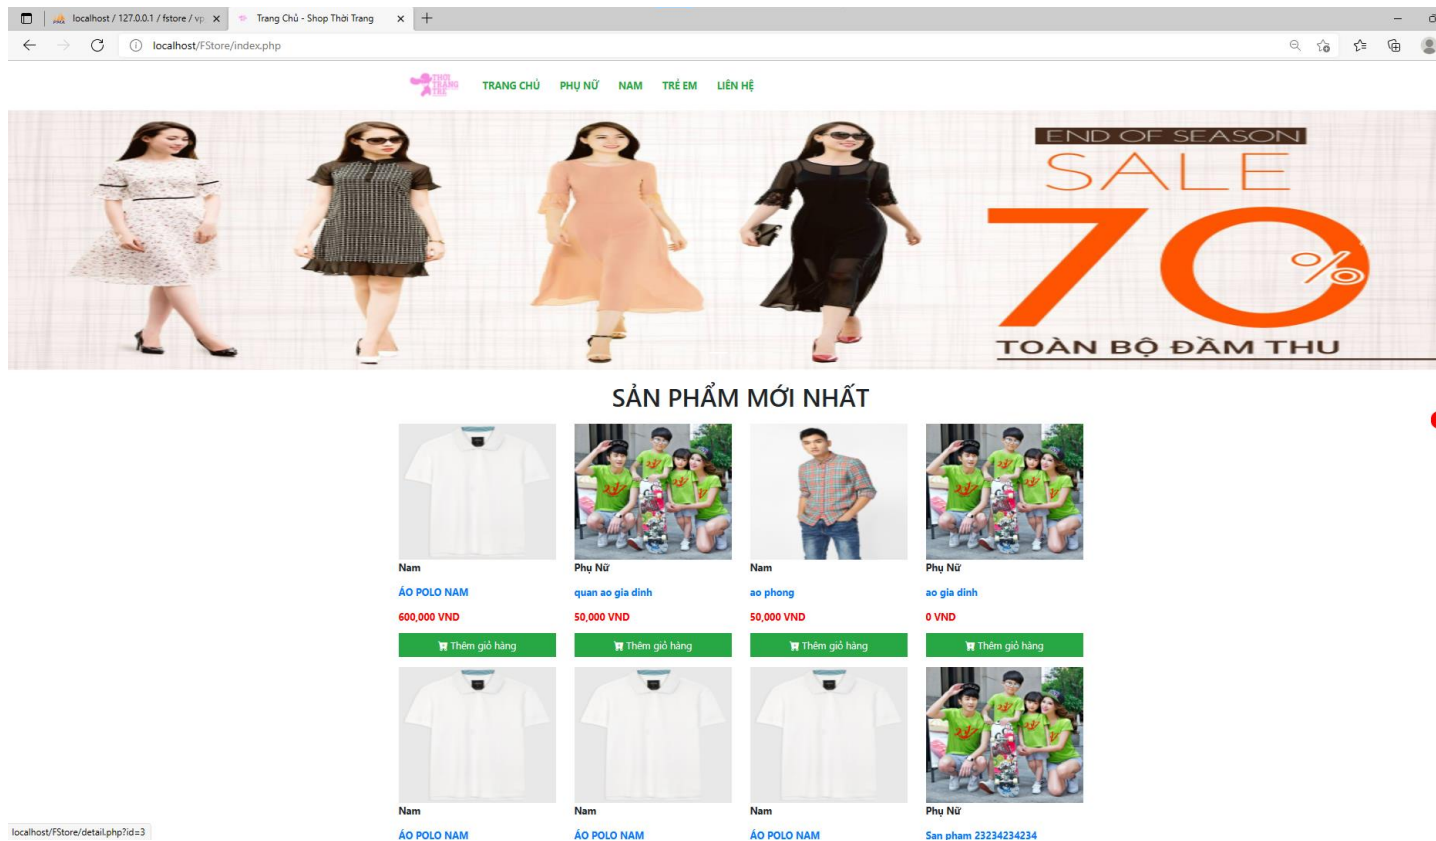 localhost / 127.0.0.1 / fstore / vp
Trang Chủ - Shop Thời Trang
localhost/FStore/index.php
THỜI
TRANG
TRẺ
TRANG CHỦ PHỤ NỮ NAM TRẺ EM LIÊN HỆ
END OF SEASON
SALE
70%
TOÀN BỘ ĐẦM THU
SẢN PHẨM MỚI NHẤT
Nam Phụ Nữ Nam Phụ Nữ
ÁO POLO NAM quan ao gia dinh ao phong ao gia dinh
600,000 VND 50,000 VND 50,000 VND 0 VND
Thêm giỏ hàng Thêm giỏ hàng Thêm giỏ hàng Thêm giỏ hàng
Nam Nam Nam Phụ Nữ
ÁO POLO NAM ÁO POLO NAM ÁO POLO NAM San pham 23234234234
localhost/FStore/detail.php?id=3